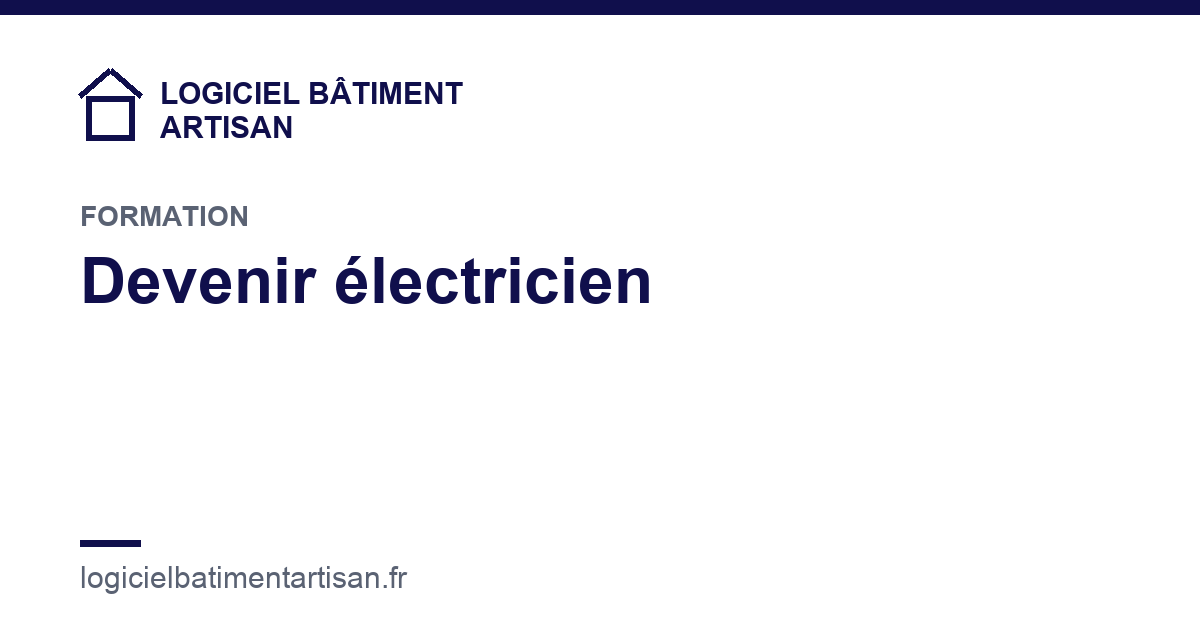 LOGICIEL BÂTIMENT
ARTISAN
FORMATION
Devenir électricien
logicielbatimentartisan.fr